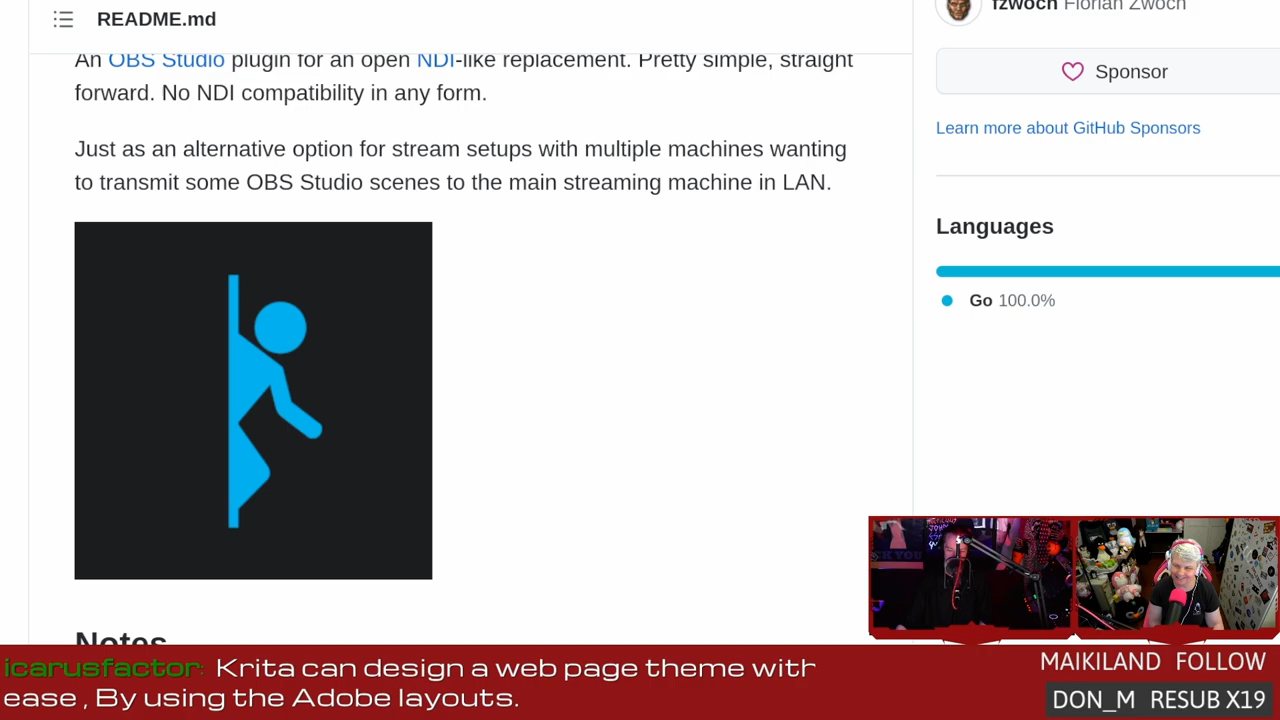 README.md
An OBS Studio plugin for an open NDI-like replacement. Pretty simple, straight
forward. No NDI compatibility in any form.
Just as an alternative option for stream setups with multiple machines wanting
to transmit some OBS Studio scenes to the main streaming machine in LAN.
Notes
fzwoch Florian Zwoch
Sponsor
Learn more about GitHub Sponsors
Languages
Go 100.0%
icarusfactor: Krita can design a web page theme with
ease , By using the Adobe layouts.
MAIKILAND FOLLOW
DON_M RESUB X19